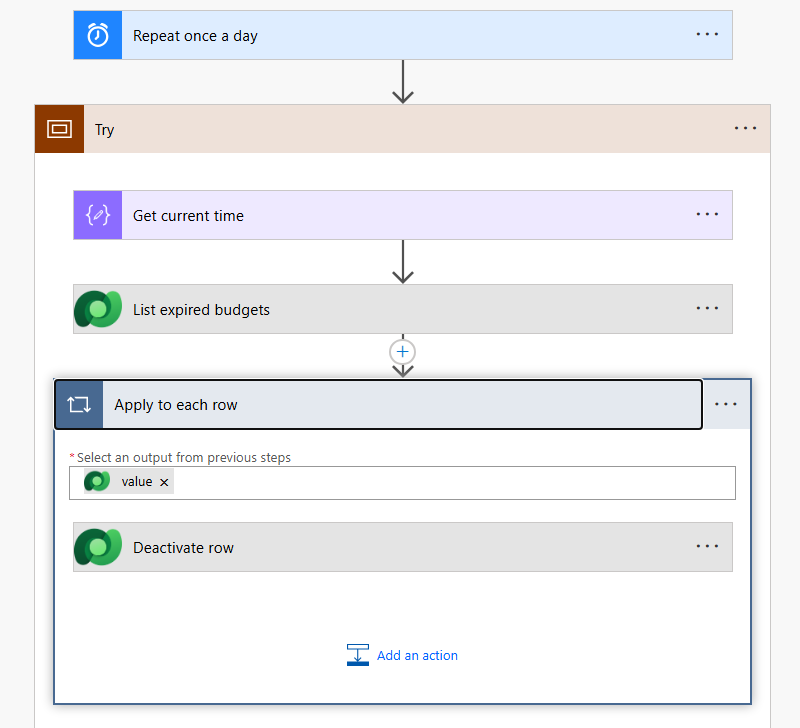 Repeat once a day
Try
Get current time
List expired budgets
Apply to each row
*Select an output from previous steps
value
Deactivate row
Add an action